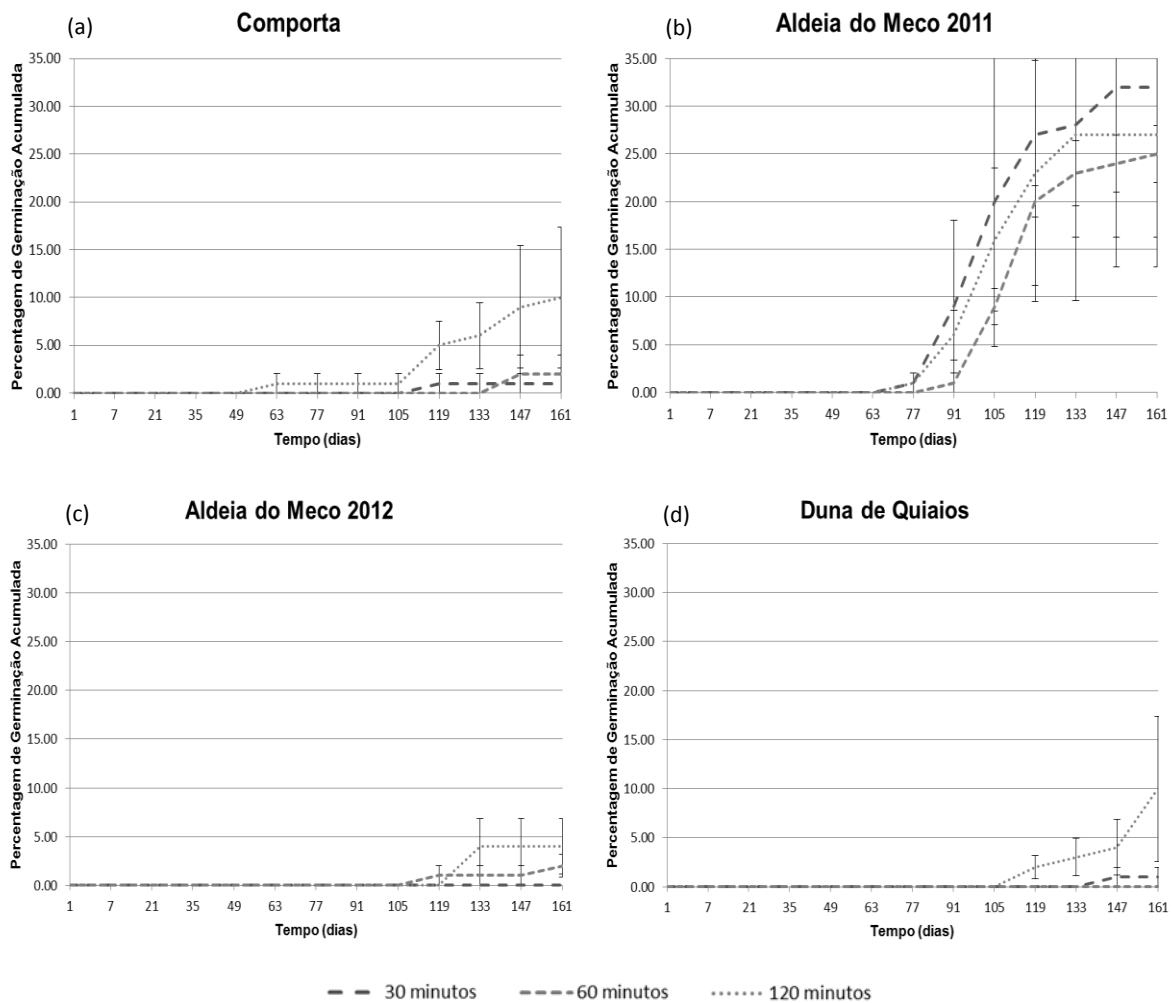 (a) Comporta
Percentagem de Germinação Acumulada
35.00
30.00
25.00
20.00
15.00
10.00
5.00
0.00
1 7 21 35 49 63 77 91 105 119 133 147 161
Tempo (dias)
(b) Aldeia do Meco 2011
Percentagem de Germinação Acumulada
35.00
30.00
25.00
20.00
15.00
10.00
5.00
0.00
1 7 21 35 49 63 77 91 105 119 133 147 161
Tempo (dias)
(c) Aldeia do Meco 2012
Percentagem de Germinação Acumulada
35.00
30.00
25.00
20.00
15.00
10.00
5.00
0.00
1 7 21 35 49 63 77 91 105 119 133 147 161
Tempo (dias)
(d) Duna de Quiaios
Percentagem de Germinação Acumulada
35.00
30.00
25.00
20.00
15.00
10.00
5.00
0.00
1 7 21 35 49 63 77 91 105 119 133 147 161
Tempo (dias)
30 minutos 60 minutos 120 minutos